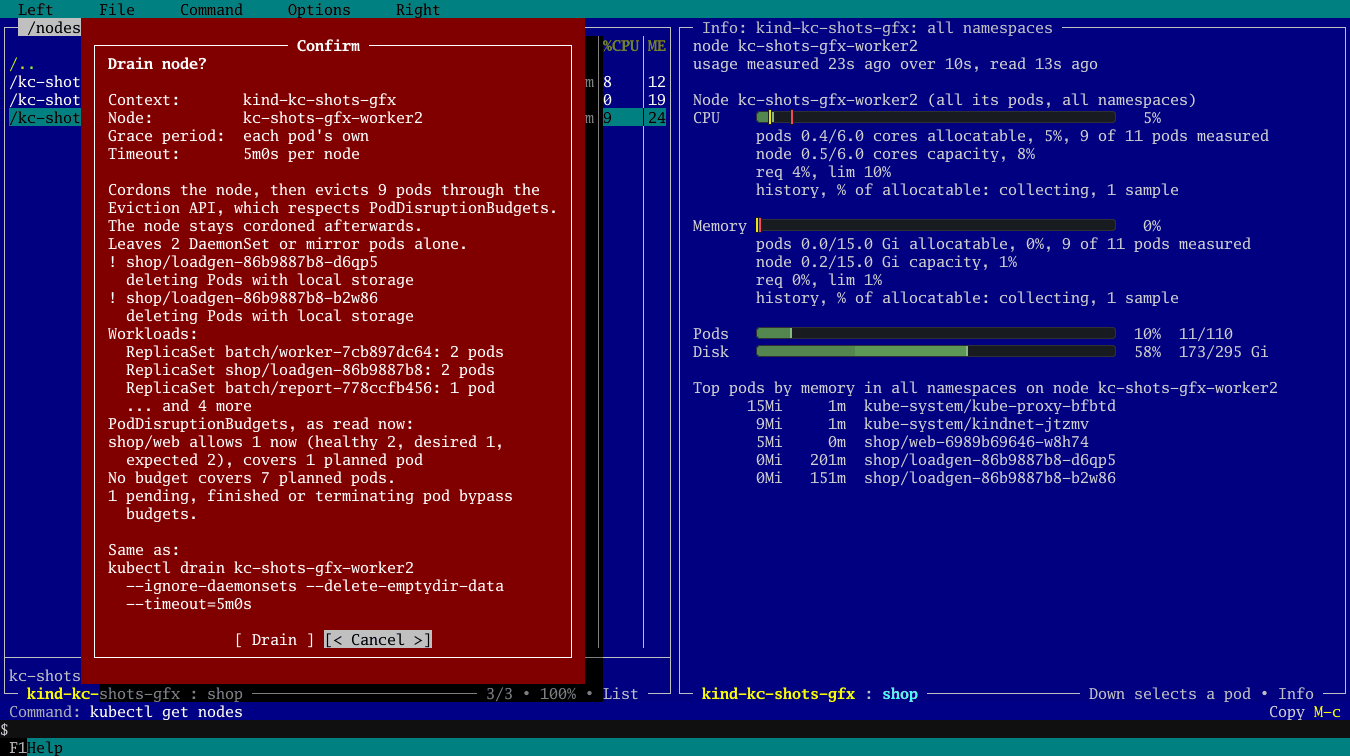 Left File Command Options Right
/nodes
%CPU ME
/..
/kc-shot m 8 12
/kc-shot 0 19
/kc-shot m 9 24
Confirm
Drain node?
Context: kind-kc-shots-gfx
Node: kc-shots-gfx-worker2
Grace period: each pod's own
Timeout: 5m0s per node
Cordons the node, then evicts 9 pods through the
Eviction API, which respects PodDisruptionBudgets.
The node stays cordoned afterwards.
Leaves 2 DaemonSet or mirror pods alone.
! shop/loadgen-86b9887b8-d6qp5
deleting Pods with local storage
! shop/loadgen-86b9887b8-b2w86
deleting Pods with local storage
Workloads:
ReplicaSet batch/worker-7cb897dc64: 2 pods
ReplicaSet shop/loadgen-86b9887b8: 2 pods
ReplicaSet batch/report-778ccfb456: 1 pod
... and 4 more
PodDisruptionBudgets, as read now:
shop/web allows 1 now (healthy 2, desired 1,
expected 2), covers 1 planned pod
No budget covers 7 planned pods.
1 pending, finished or terminating pod bypass
budgets.
Same as:
kubectl drain kc-shots-gfx-worker2
--ignore-daemonsets --delete-emptydir-data
--timeout=5m0s
[ Drain ] [< Cancel >]
kc-shots
kind-kc-shots-gfx : shop 3/3 • 100% • List
Info: kind-kc-shots-gfx: all namespaces
node kc-shots-gfx-worker2
usage measured 23s ago over 10s, read 13s ago
Node kc-shots-gfx-worker2 (all its pods, all namespaces)
CPU 5%
pods 0.4/6.0 cores allocatable, 5%, 9 of 11 pods measured
node 0.5/6.0 cores capacity, 8%
req 4%, lim 10%
history, % of allocatable: collecting, 1 sample
Memory 0%
pods 0.0/15.0 Gi allocatable, 0%, 9 of 11 pods measured
node 0.2/15.0 Gi capacity, 1%
req 0%, lim 1%
history, % of allocatable: collecting, 1 sample
Pods 10% 11/110
Disk 58% 173/295 Gi
Top pods by memory in all namespaces on node kc-shots-gfx-worker2
15Mi 1m kube-system/kube-proxy-bfbtd
9Mi 1m kube-system/kindnet-jtzmv
5Mi 0m shop/web-6989b69646-w8h74
0Mi 201m shop/loadgen-86b9887b8-d6qp5
0Mi 151m shop/loadgen-86b9887b8-b2w86
kind-kc-shots-gfx : shop Down selects a pod • Info
Command: kubectl get nodes
Copy M-c
$
F1Help